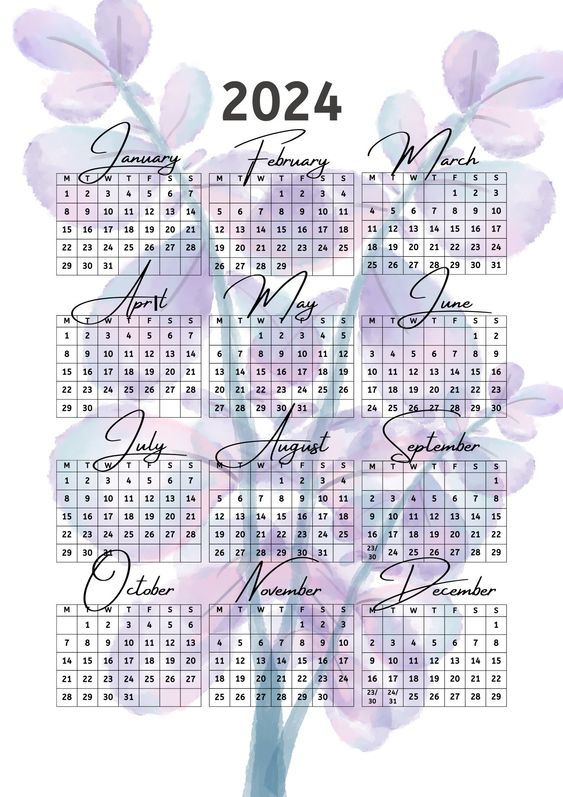 2024
January
M T W T F S S
1 2 3 4 5 6 7
8 9 10 11 12 13 14
15 16 17 18 19 20 21
22 23 24 25 26 27 28
29 30 31
February
M T W T F S S
1 2 3 4
5 6 7 8 9 10 11
12 13 14 15 16 17 18
19 20 21 22 23 24 25
26 27 28 29
March
M T W T F S S
1 2 3
4 5 6 7 8 9 10
11 12 13 14 15 16 17
18 19 20 21 22 23 24
25 26 27 28 29 30 31
April
M T W T F S S
1 2 3 4 5 6 7
8 9 10 11 12 13 14
15 16 17 18 19 20 21
22 23 24 25 26 27 28
29 30
May
M T W T F S S
1 2 3 4 5
6 7 8 9 10 11 12
13 14 15 16 17 18 19
20 21 22 23 24 25 26
27 28 29 30 31
June
M T W T F S S
1 2
3 4 5 6 7 8 9
10 11 12 13 14 15 16
17 18 19 20 21 22 23
24 25 26 27 28 29 30
July
M T W T F S S
1 2 3 4 5 6 7
8 9 10 11 12 13 14
15 16 17 18 19 20 21
22 23 24 25 26 27 28
29 30 31
August
M T W T F S S
1 2 3 4
5 6 7 8 9 10 11
12 13 14 15 16 17 18
19 20 21 22 23 24 25
26 27 28 29 30 31
September
M T W T F S S
1
2 3 4 5 6 7 8
9 10 11 12 13 14 15
16 17 18 19 20 21 22
23/30 24 25 26 27 28 29
October
M T W T F S S
1 2 3 4 5 6
7 8 9 10 11 12 13
14 15 16 17 18 19 20
21 22 23 24 25 26 27
28 29 30 31
November
M T W T F S S
1 2 3
4 5 6 7 8 9 10
11 12 13 14 15 16 17
18 19 20 21 22 23 24
25 26 27 28 29 30
December
M T W T F S S
1
2 3 4 5 6 7 8
9 10 11 12 13 14 15
16 17 18 19 20 21 22
23/30 24/31 25 26 27 28 29